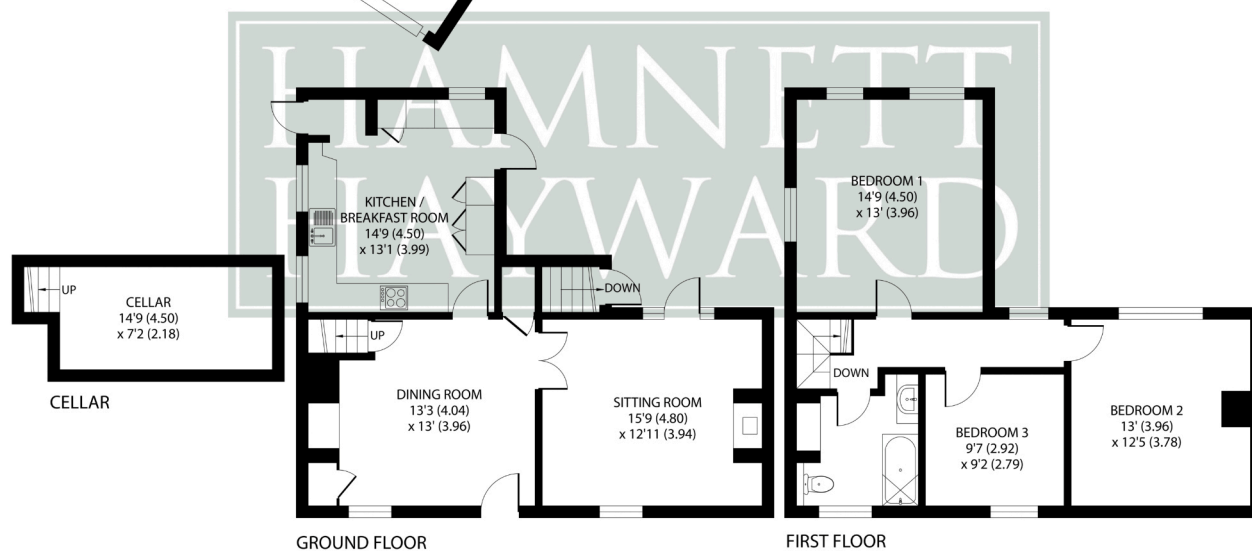 HAMNETT
HAYWARD
KITCHEN /
BREAKFAST ROOM
14'9 (4.50)
x 13'1 (3.99)
UP
CELLAR
14'9 (4.50)
x 7'2 (2.18)
CELLAR
DOWN
UP
DINING ROOM
13'3 (4.04)
x 13' (3.96)
SITTING ROOM
15'9 (4.80)
x 12'11 (3.94)
GROUND FLOOR
BEDROOM 1
14'9 (4.50)
x 13' (3.96)
DOWN
BEDROOM 3
9'7 (2.92)
x 9'2 (2.79)
BEDROOM 2
13' (3.96)
x 12'5 (3.78)
FIRST FLOOR